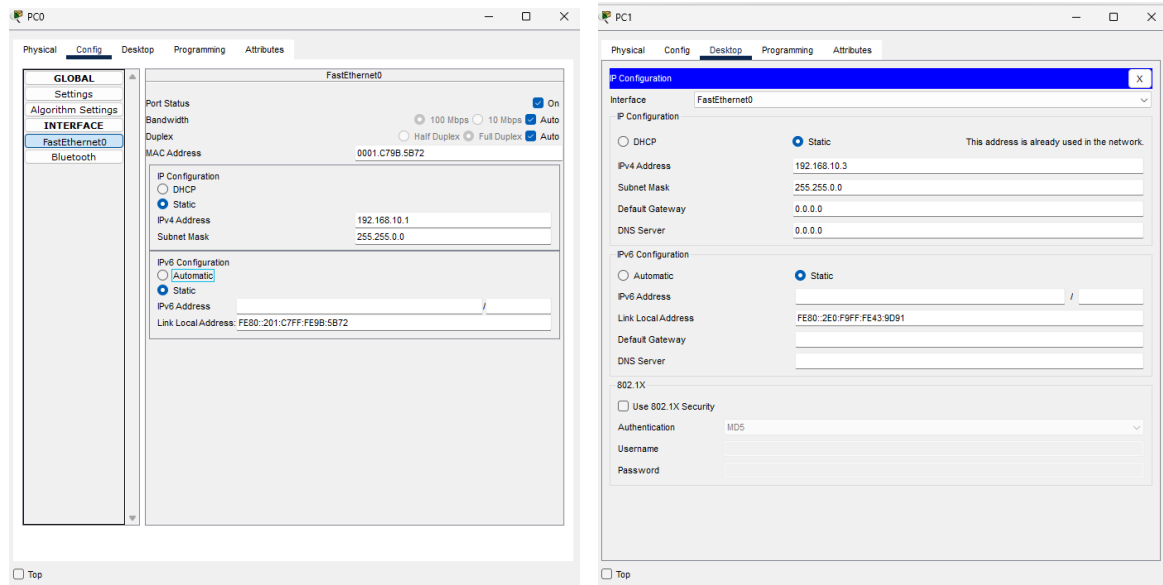 PC0
Physical Config Desktop Programming Attributes
GLOBAL
Settings
Algorithm Settings
INTERFACE
FastEthernet0
Bluetooth
FastEthernet0
Port Status On
Bandwidth 100 Mbps 10 Mbps Auto
Duplex Half Duplex Full Duplex Auto
MAC Address 0001.C79B.5B72
IP Configuration
DHCP
Static
IPv4 Address 192.168.10.1
Subnet Mask 255.255.0.0
IPv6 Configuration
Automatic
Static
IPv6 Address /
Link Local Address: FE80::201:C7FF:FE9B:5B72
Top
PC1
Physical Config Desktop Programming Attributes
IP Configuration X
Interface FastEthernet0
IP Configuration
DHCP Static This address is already used in the network.
IPv4 Address 192.168.10.3
Subnet Mask 255.255.0.0
Default Gateway 0.0.0.0
DNS Server 0.0.0.0
IPv6 Configuration
Automatic Static
IPv6 Address /
Link Local Address FE80::2E0:F9FF:FE43:9D91
Default Gateway
DNS Server
802.1X
Use 802.1X Security
Authentication MD5
Username
Password
Top